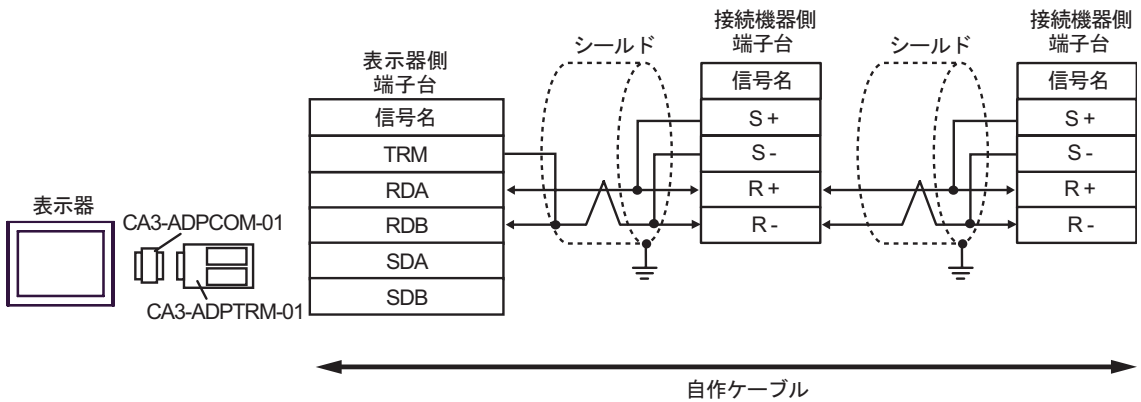 表示器
CA3-ADPCOM-01
CA3-ADPTRM-01
表示器側
端子台
信号名
TRM
RDA
RDB
SDA
SDB
シールド
接続機器側
端子台
信号名
S+
S-
R+
R-
シールド
接続機器側
端子台
信号名
S+
S-
R+
R-
自作ケーブル